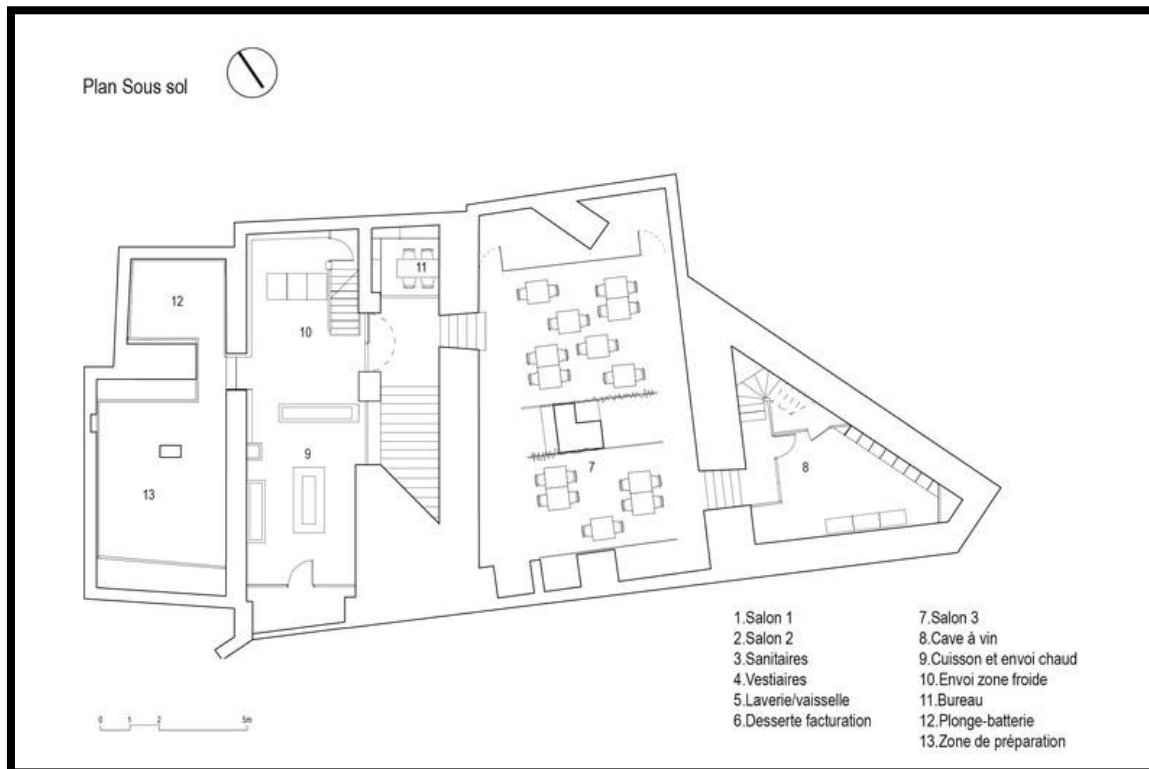 Plan Sous sol
11
12
10
9
7
8
13
1.Salon 1
2.Salon 2
3.Sanitaires
4.Vestiaires
5.Laverie/vaisselle
6.Desserte facturation
7.Salon 3
8.Cave à vin
9.Cuisson et envoi chaud
10.Envoi zone froide
11.Bureau
12.Plonge-batterie
13.Zone de préparation
0 1 2 5m